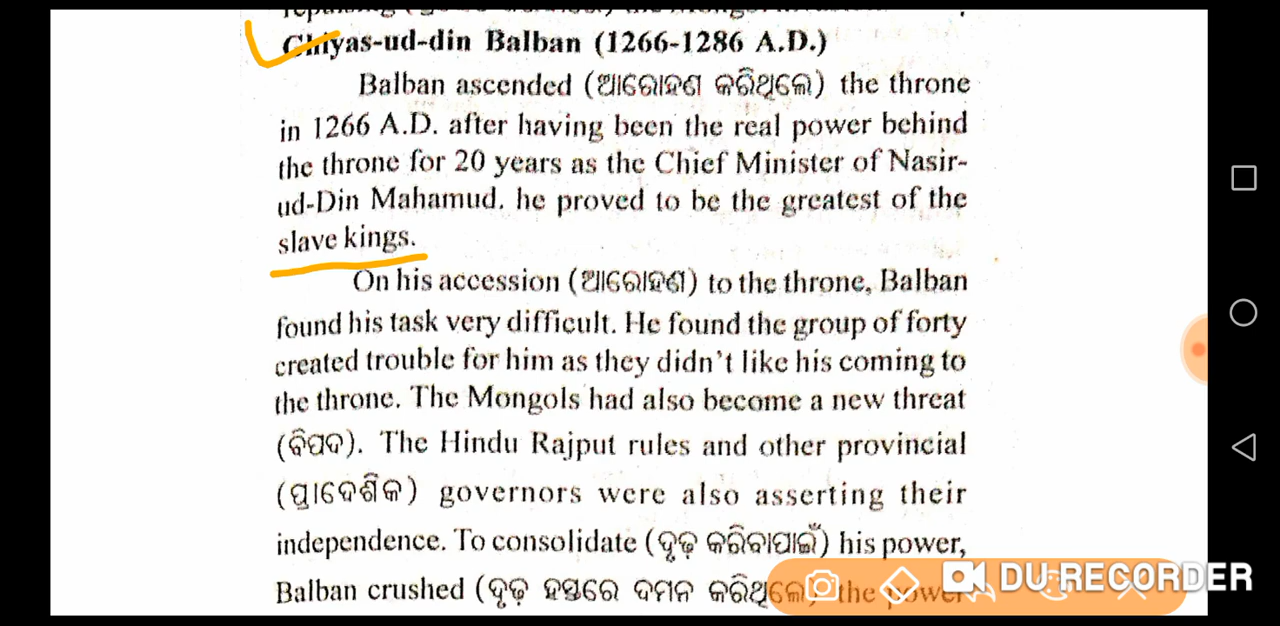 Ghiyas-ud-din Balban (1266-1286 A.D.)
Balban ascended (ଆରୋହଣ କରିଥିଲେ) the throne
in 1266 A.D. after having been the real power behind
the throne for 20 years as the Chief Minister of Nasir-
ud-Din Mahamud. he proved to be the greatest of the
slave kings.
On his accession (ଆରୋହଣ) to the throne, Balban
found his task very difficult. He found the group of forty
created trouble for him as they didn't like his coming to
the throne. The Mongols had also become a new threat
(ବିପଦ). The Hindu Rajput rules and other provincial
(ପ୍ରାଦେଶିକ) governors were also asserting their
independence. To consolidate (ଦୃଢ଼ କରିବାପାଇଁ) his power,
Balban crushed (ଦୃଢ଼ ହସ୍ତରେ ଦମନ କରିଥିଲେ) the power
DU RECORDER